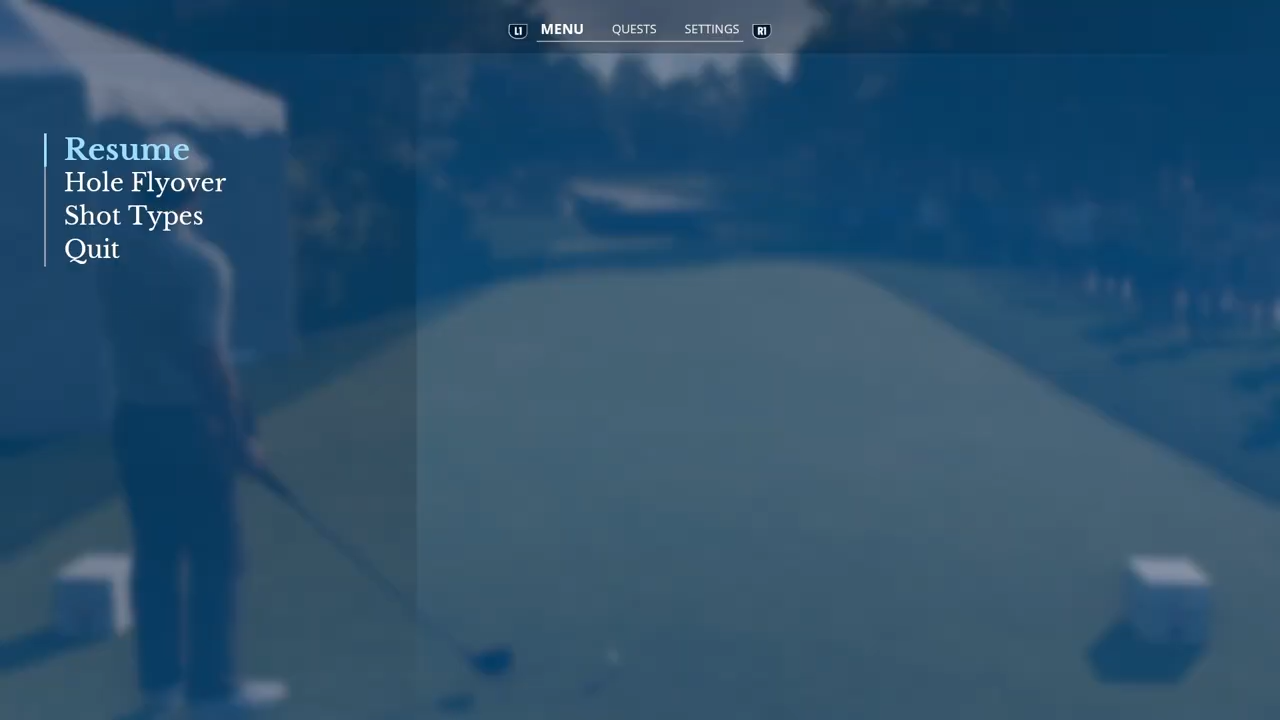 L1 MENU QUESTS SETTINGS R1
Resume
Hole Flyover
Shot Types
Quit